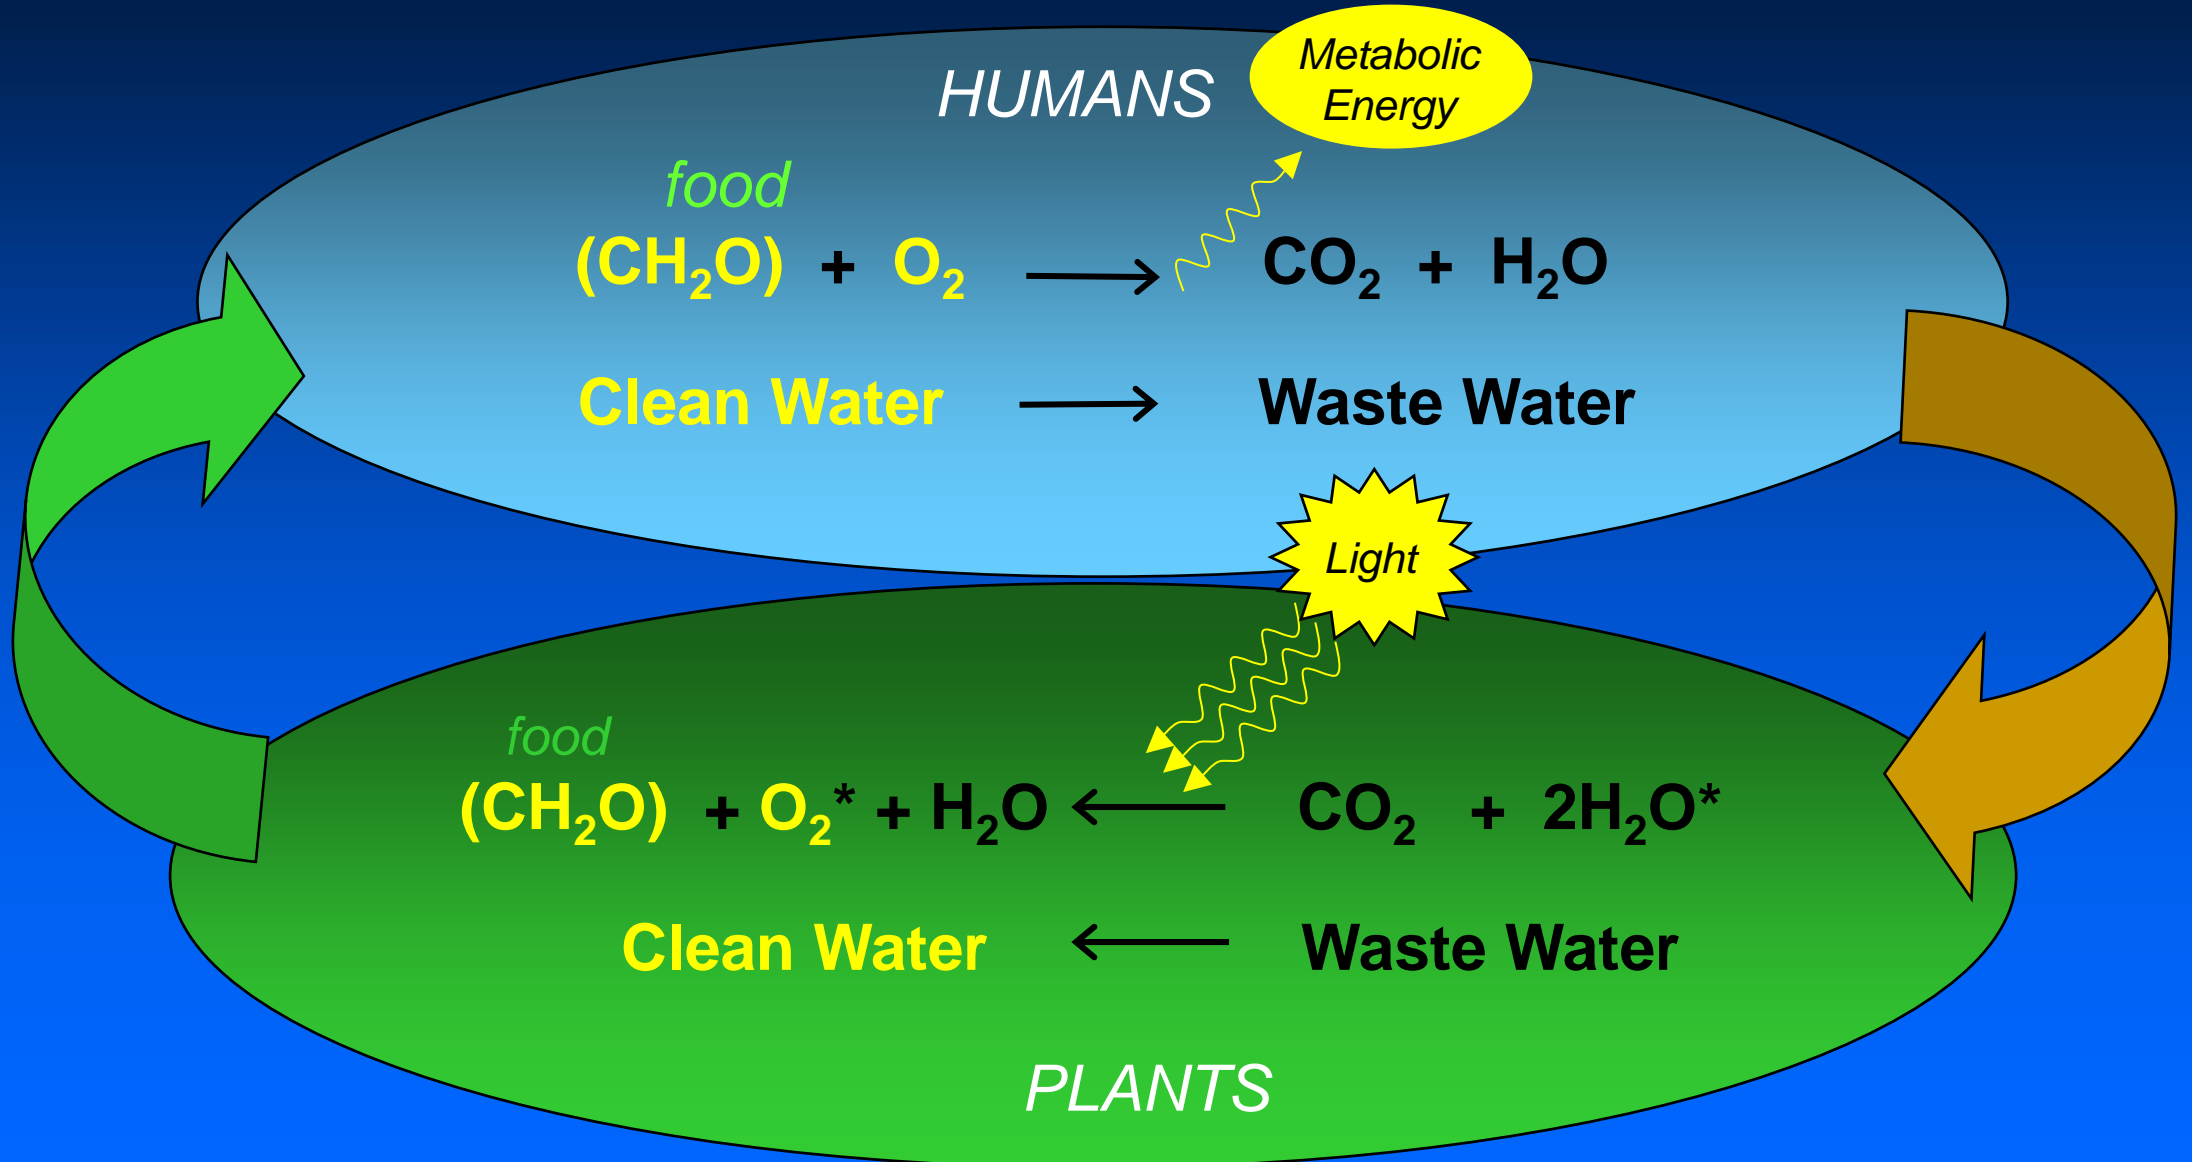 HUMANS
Metabolic
Energy
food
(CH₂O) + O₂ → CO₂ + H₂O
Clean Water → Waste Water
Light
food
(CH₂O) + O₂* + H₂O ← CO₂ + 2H₂O*
Clean Water ← Waste Water
PLANTS